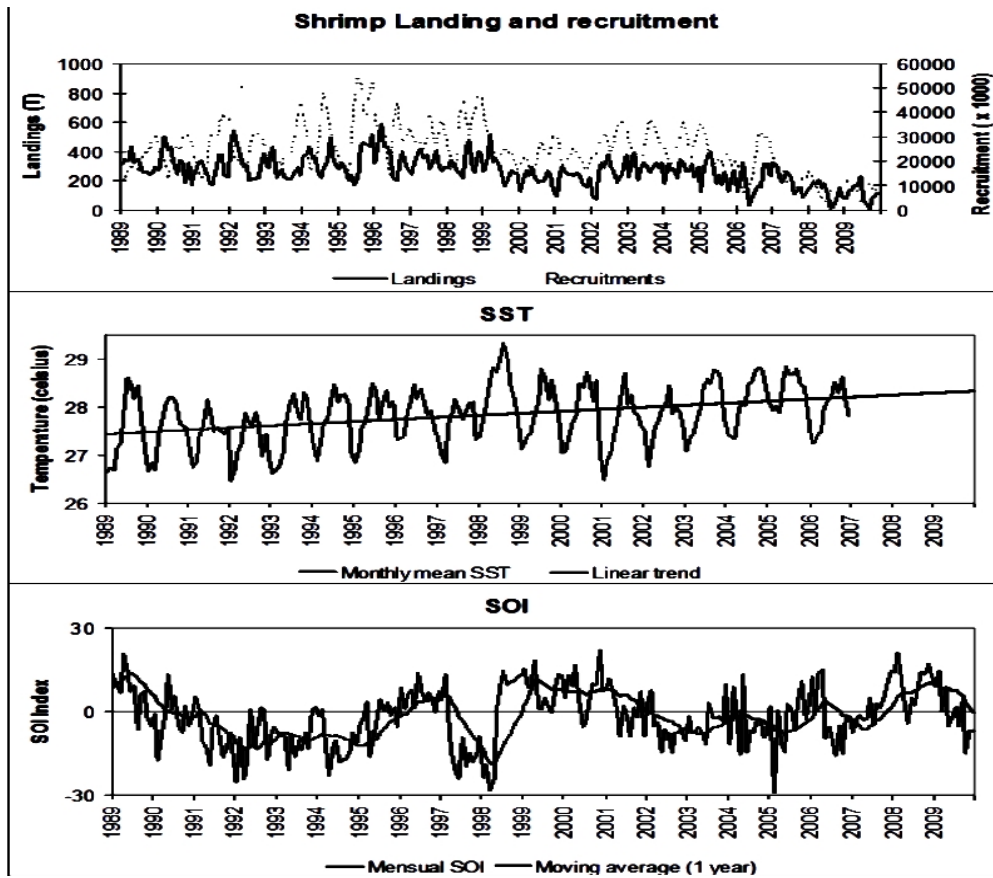 Shrimp Landing and recruitment
Landings (T)
1000
800
600
400
200
0
60000
50000
40000
30000
20000
10000
0
Recruitment ( x 1000)
1989 1990 1991 1992 1993 1994 1995 1996 1997 1998 1999 2000 2001 2002 2003 2004 2005 2006 2007 2008 2009
Landings Recruitments
SST
Temperature (celsius)
29
28
27
26
1989 1990 1991 1992 1993 1994 1995 1996 1997 1998 1999 2000 2001 2002 2003 2004 2005 2006 2007 2008 2009
Monthly mean SST Linear trend
SOI
SOI Index
30
0
-30
1989 1990 1991 1992 1993 1994 1995 1996 1997 1998 1999 2000 2001 2002 2003 2004 2005 2006 2007 2008 2009
Mensual SOI Moving average (1 year)